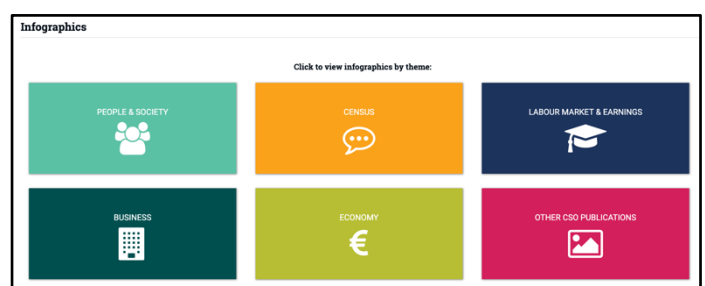 Infographics
Click to view infographics by theme:
PEOPLE & SOCIETY
CENSUS
LABOUR MARKET & EARNINGS
BUSINESS
ECONOMY
€
OTHER CSO PUBLICATIONS